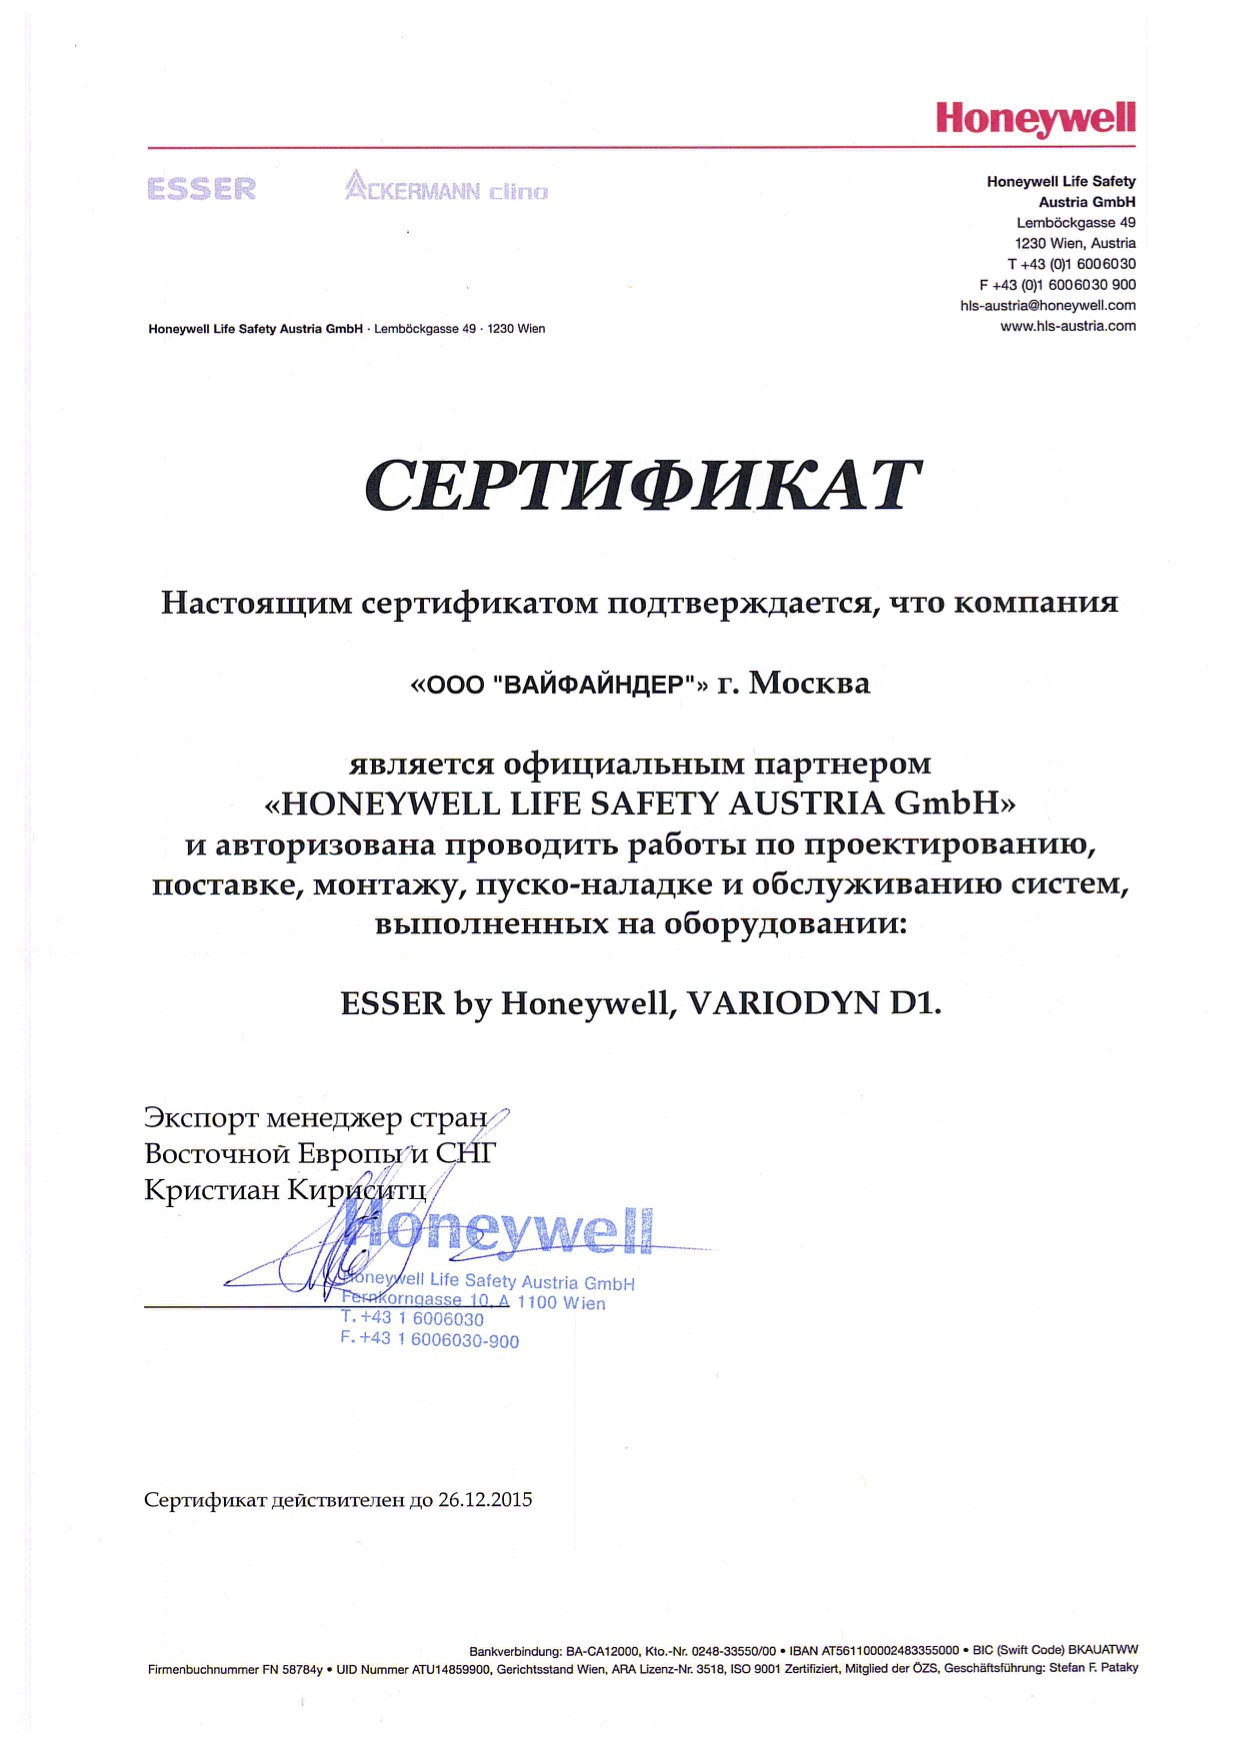 Honeywell
ESSER
ACKERMANN clino
Honeywell Life Safety
Austria GmbH
Lemböckgasse 49
1230 Wien, Austria
T +43 (0)1 6006030
F +43 (0)1 6006030 900
hls-austria@honeywell.com
www.hls-austria.com
Honeywell Life Safety Austria GmbH · Lemböckgasse 49 · 1230 Wien
СЕРТИФИКАТ
Настоящим сертификатом подтверждается, что компания
«ООО "ВАЙФАЙНДЕР"» г. Москва
является официальным партнером
«HONEYWELL LIFE SAFETY AUSTRIA GmbH»
и авторизована проводить работы по проектированию,
поставке, монтажу, пуско-наладке и обслуживанию систем,
выполненных на оборудовании:
ESSER by Honeywell, VARIODYN D1.
Экспорт менеджер стран
Восточной Европы и СНГ
Кристиан Кириситц
Honeywell
Honeywell Life Safety Austria GmbH
Fernkorngasse 10, A 1100 Wien
T. +43 1 6006030
F. +43 1 6006030-900
Сертификат действителен до 26.12.2015
Bankverbindung: BA-CA12000, Kto.-Nr. 0248-33550/00 • IBAN AT561100002483355000 • BIC (Swift Code) BKAUATWW
Firmenbuchnummer FN 58784y • UID Nummer ATU14859900, Gerichtsstand Wien, ARA Lizenz-Nr. 3518, ISO 9001 Zertifiziert, Mitglied der ÖZS, Geschäftsführung: Stefan F. Pataky